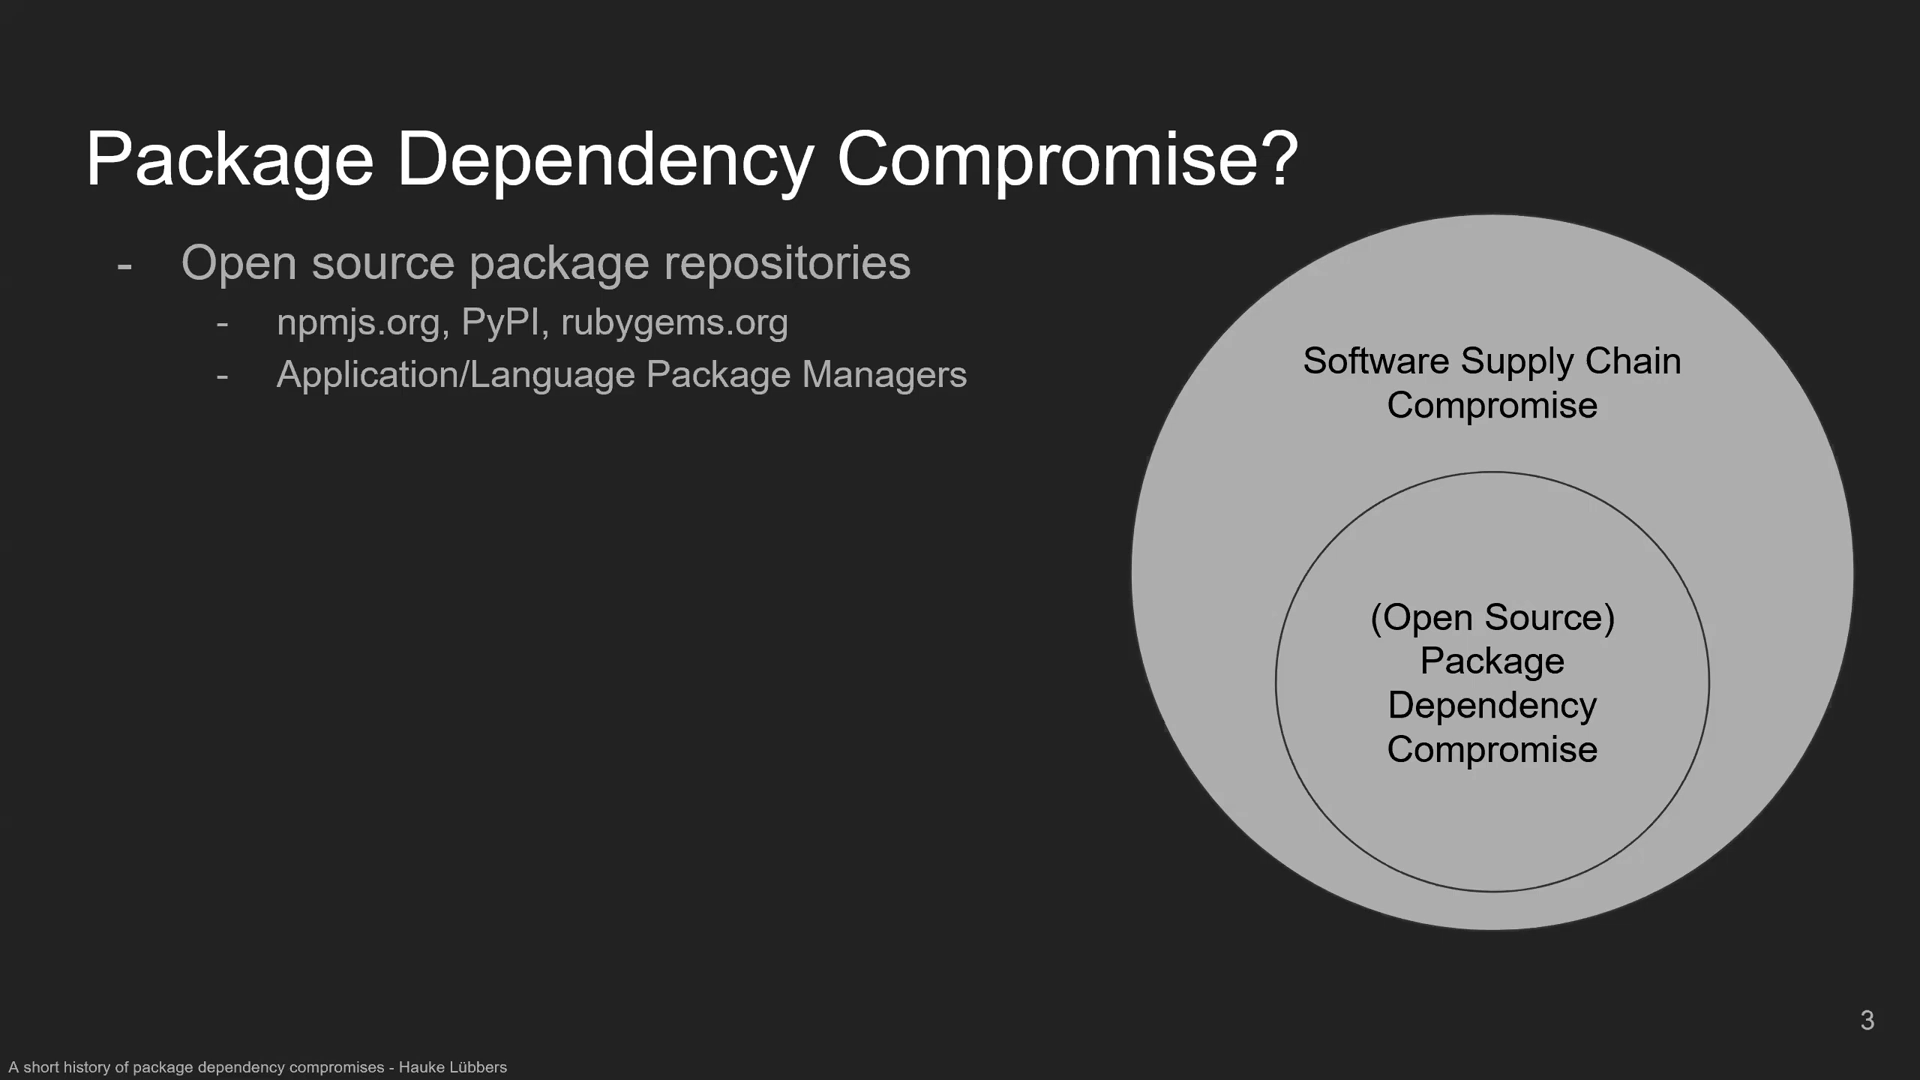 Package Dependency Compromise?
- Open source package repositories
- npmjs.org, PyPI, rubygems.org
- Application/Language Package Managers
Software Supply Chain
Compromise
(Open Source)
Package
Dependency
Compromise
3
A short history of package dependency compromises - Hauke Lübbers